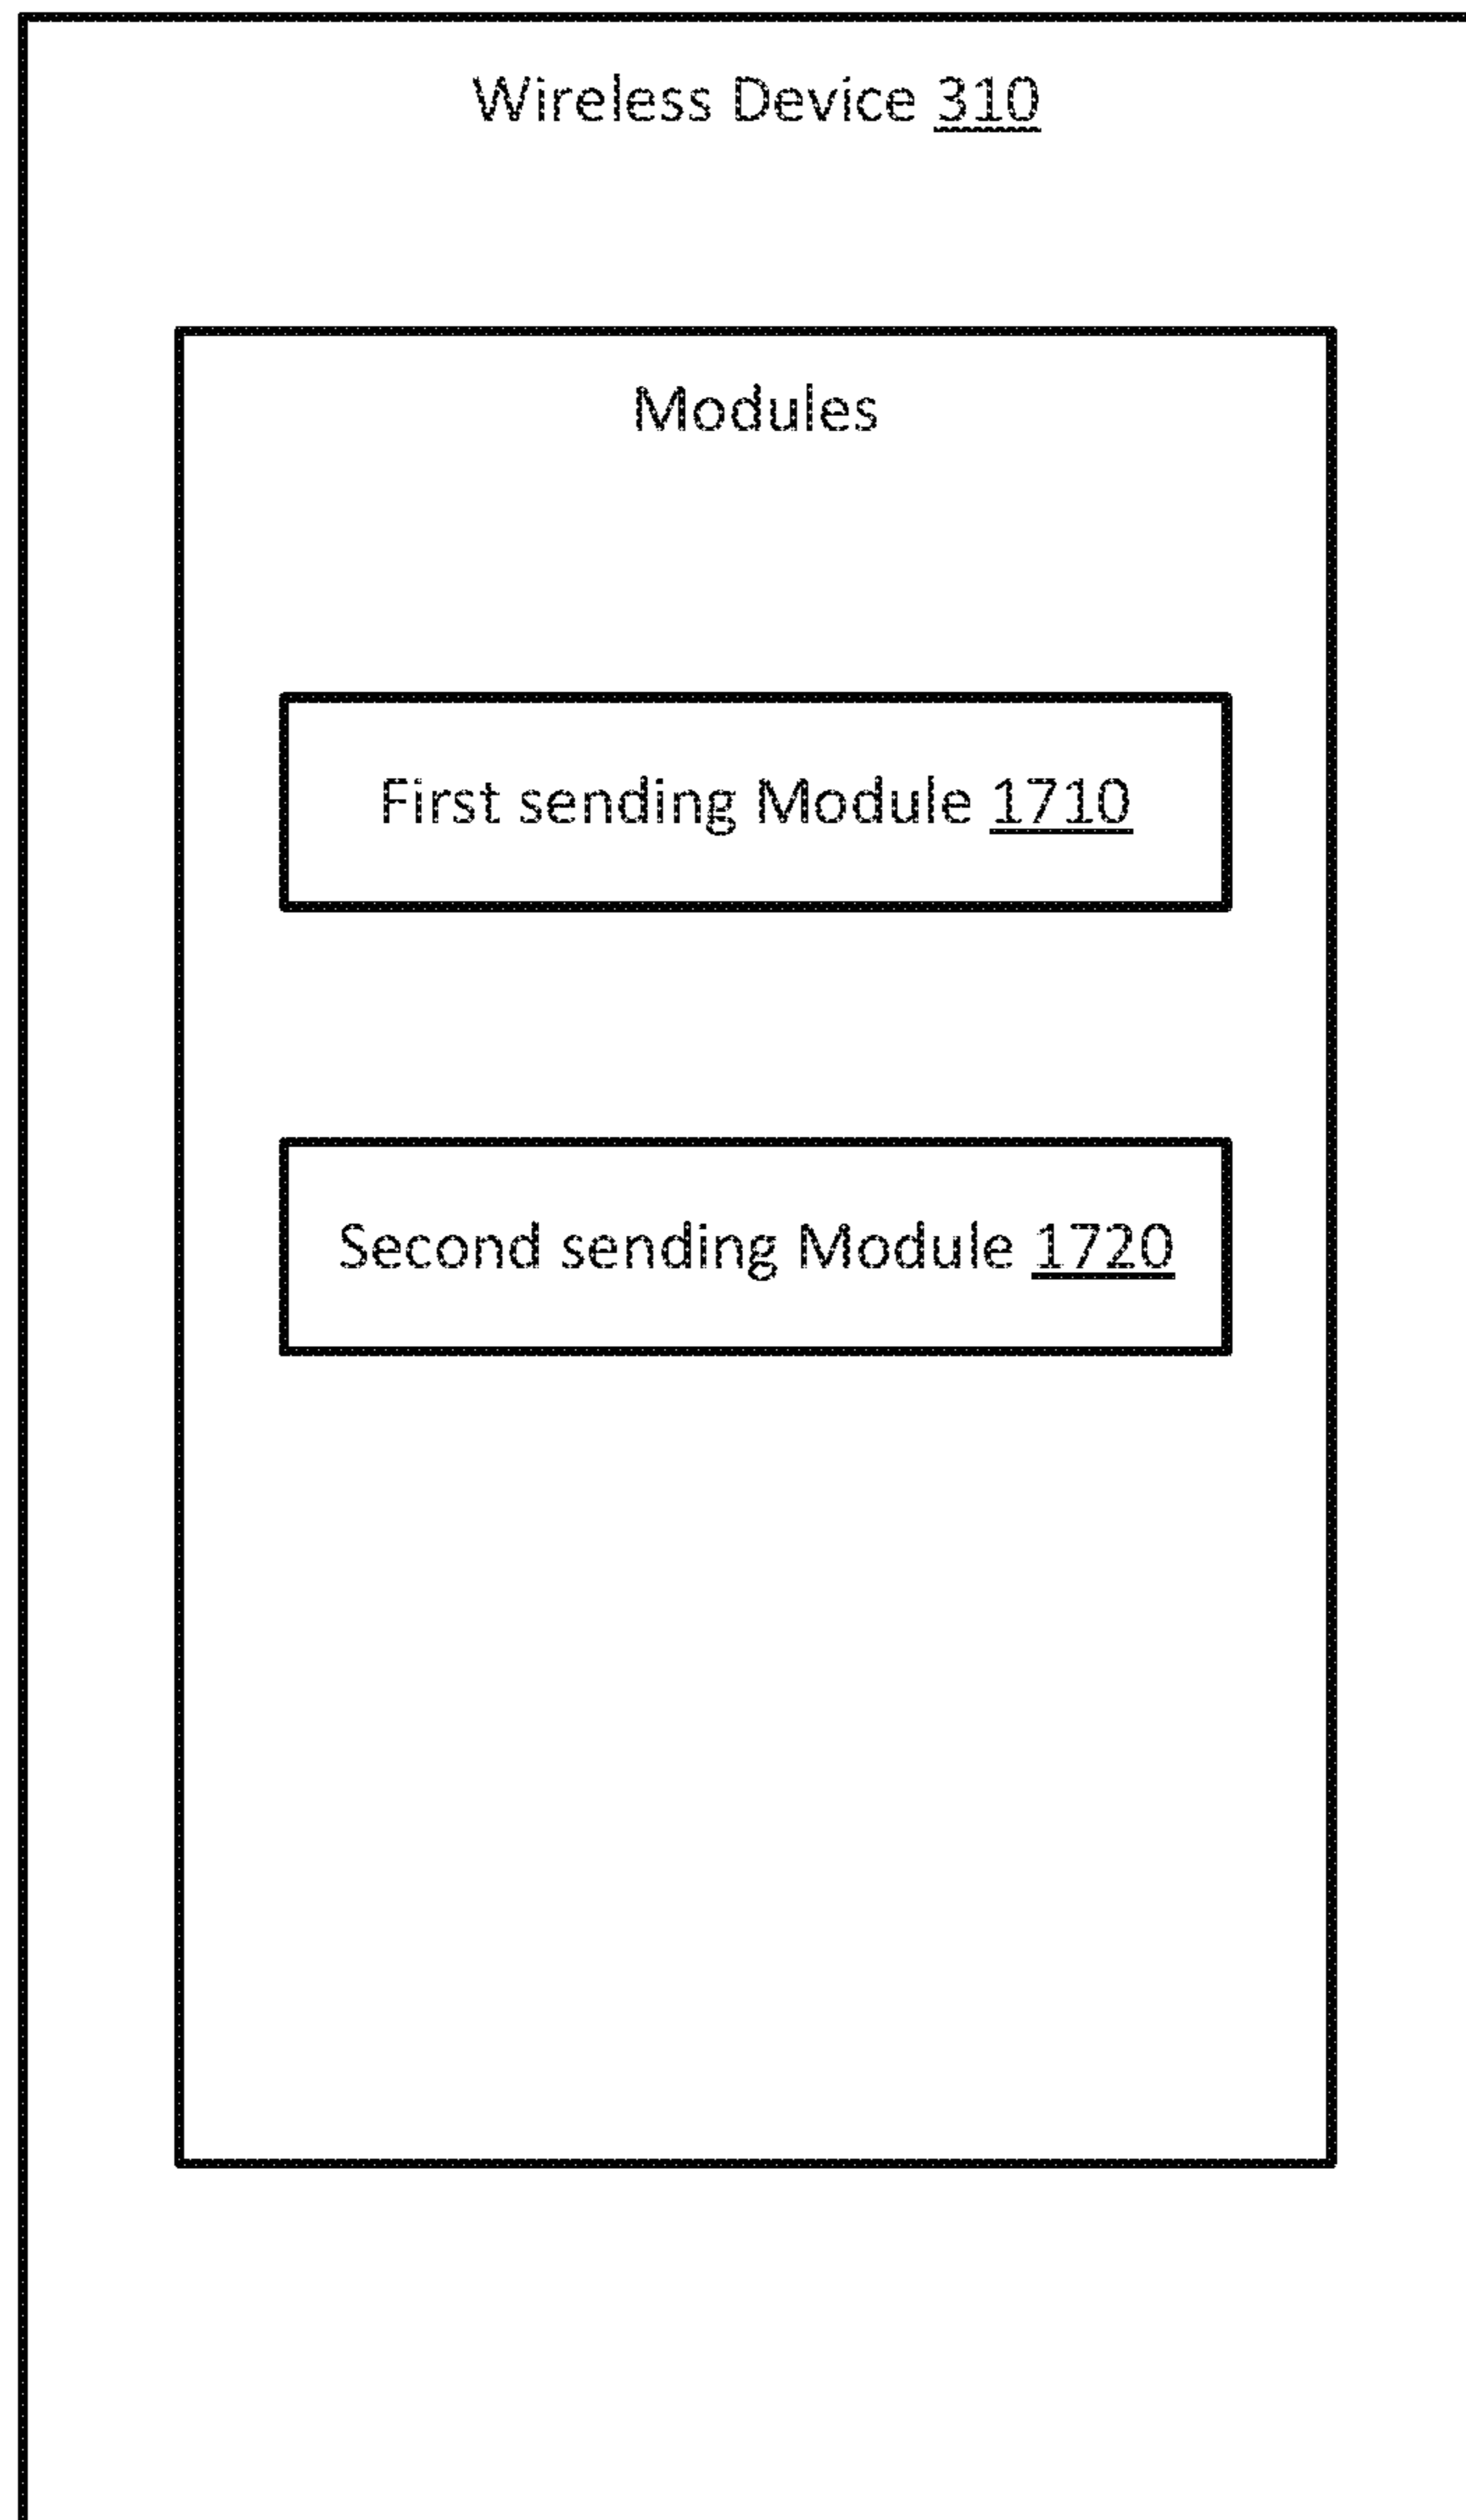 Wireless Device 310
Modules
First sending Module 1710
Second sending Module 1720